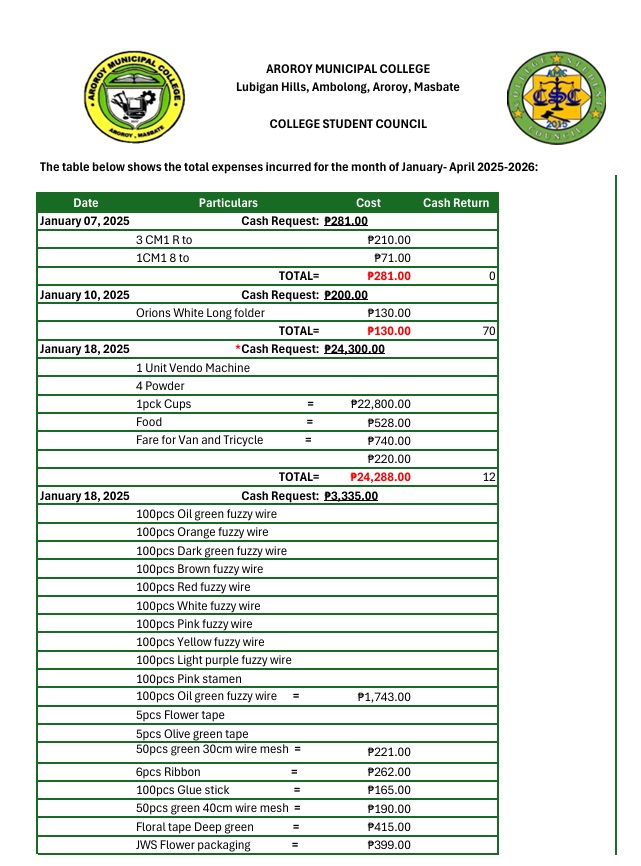 AROROY MUNICIPAL COLLEGE
AROROY, MASBATE
AROROY MUNICIPAL COLLEGE
Lubigan Hills, Ambolong, Aroroy, Masbate
COLLEGE STUDENT COUNCIL
COLLEGE STUDENT
AMC
CSC
2015
COUNCIL
The table below shows the total expenses incurred for the month of January- April 2025-2026:
Date Particulars Cost Cash Return
January 07, 2025 Cash Request: ₱281.00
3 CM1 R to ₱210.00
1CM1 8 to ₱71.00
TOTAL= ₱281.00 0
January 10, 2025 Cash Request: ₱200.00
Orions White Long folder ₱130.00
TOTAL= ₱130.00 70
January 18, 2025 *Cash Request: ₱24,300.00
1 Unit Vendo Machine
4 Powder
1pck Cups = ₱22,800.00
Food = ₱528.00
Fare for Van and Tricycle = ₱740.00
₱220.00
TOTAL= ₱24,288.00 12
January 18, 2025 Cash Request: ₱3,335.00
100pcs Oil green fuzzy wire
100pcs Orange fuzzy wire
100pcs Dark green fuzzy wire
100pcs Brown fuzzy wire
100pcs Red fuzzy wire
100pcs White fuzzy wire
100pcs Pink fuzzy wire
100pcs Yellow fuzzy wire
100pcs Light purple fuzzy wire
100pcs Pink stamen
100pcs Oil green fuzzy wire = ₱1,743.00
5pcs Flower tape
5pcs Olive green tape
50pcs green 30cm wire mesh = ₱221.00
6pcs Ribbon = ₱262.00
100pcs Glue stick = ₱165.00
50pcs green 40cm wire mesh = ₱190.00
Floral tape Deep green = ₱415.00
JWS Flower packaging = ₱399.00